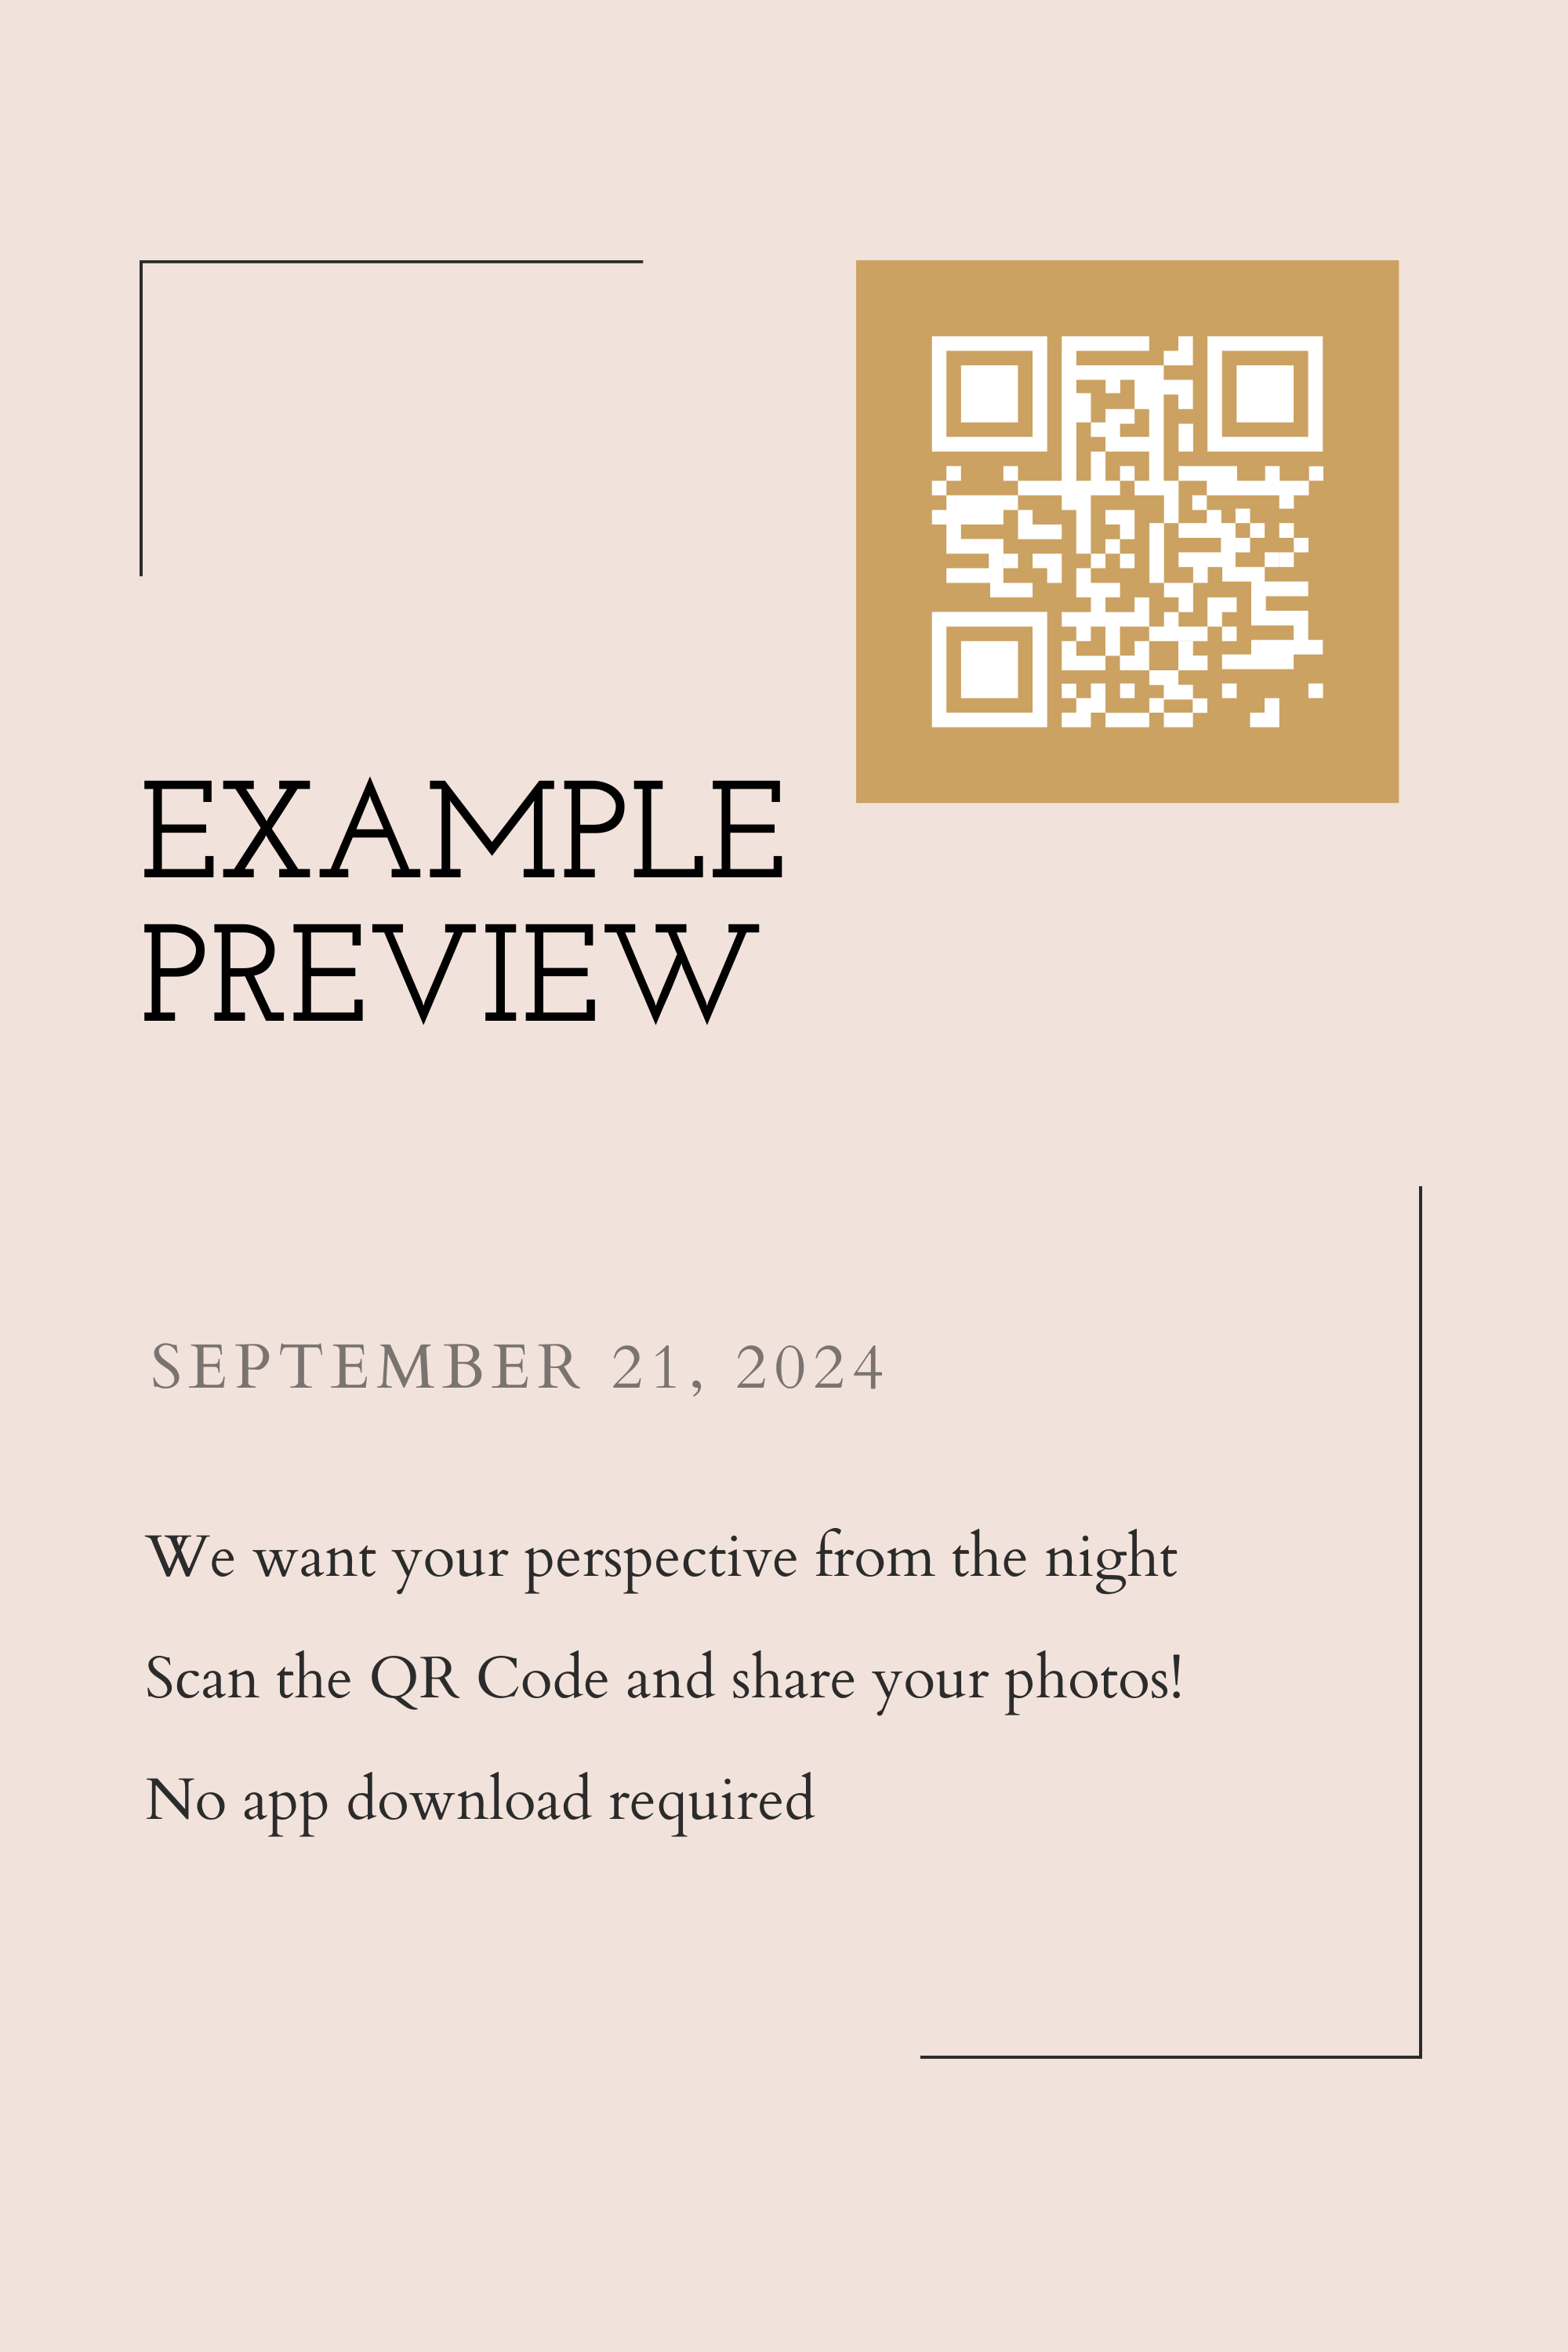 EXAMPLE
PREVIEW
SEPTEMBER 21, 2024
We want your perspective from the night
Scan the QR Code and share your photos!
No app download required